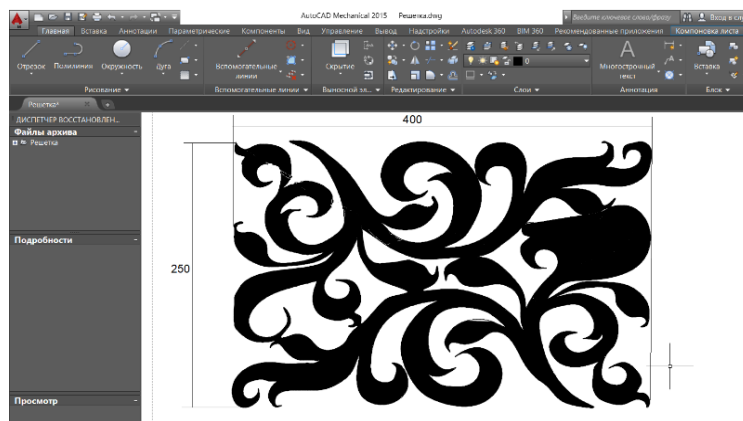 AutoCAD Mechanical 2015 Решетка.dwg
Введите ключевое слово/фразу
Вход в сл
Главная Вставка Аннотации Параметрические Компоненты Вид Управление Вывод Надстройки Autodesk 360 BIM 360 Рекомендованные приложения Компоновка листа
Отрезок Полилиния Окружность Дуга
Вспомогательные линии
Скрытие
0
Многострочный текст
Вставка
Рисование
Вспомогательные линии
Выносной эл...
Редактирование
Слои
Аннотация
Блок
Решетка*
ДИСПЕТЧЕР ВОССТАНОВЛЕН...
Файлы архива
Решетка
Подробности
Просмотр
400
250